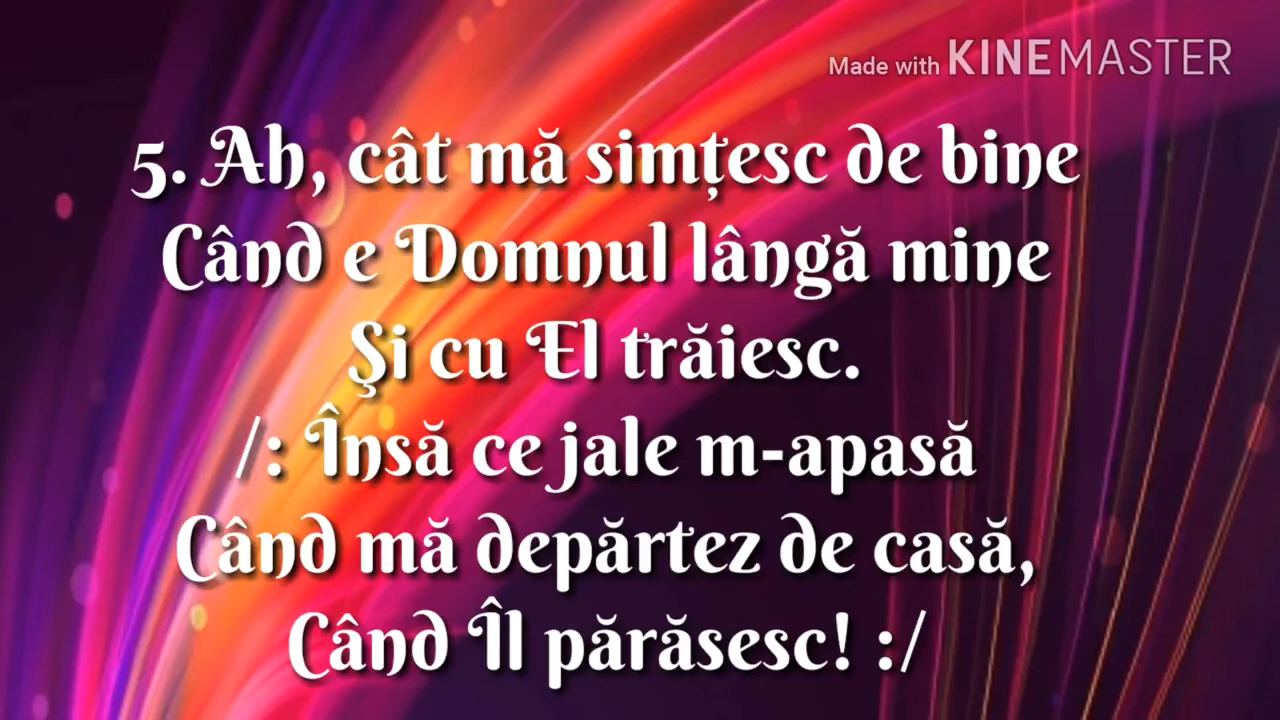 Made with KINEMASTER
5. Ah, cât mă simțesc de bine
Când e Domnul lângă mine
Şi cu El trăiesc.
/: Însă ce jale m-apasă
Când mă depărtez de casă,
Când Îl părăsesc! :/